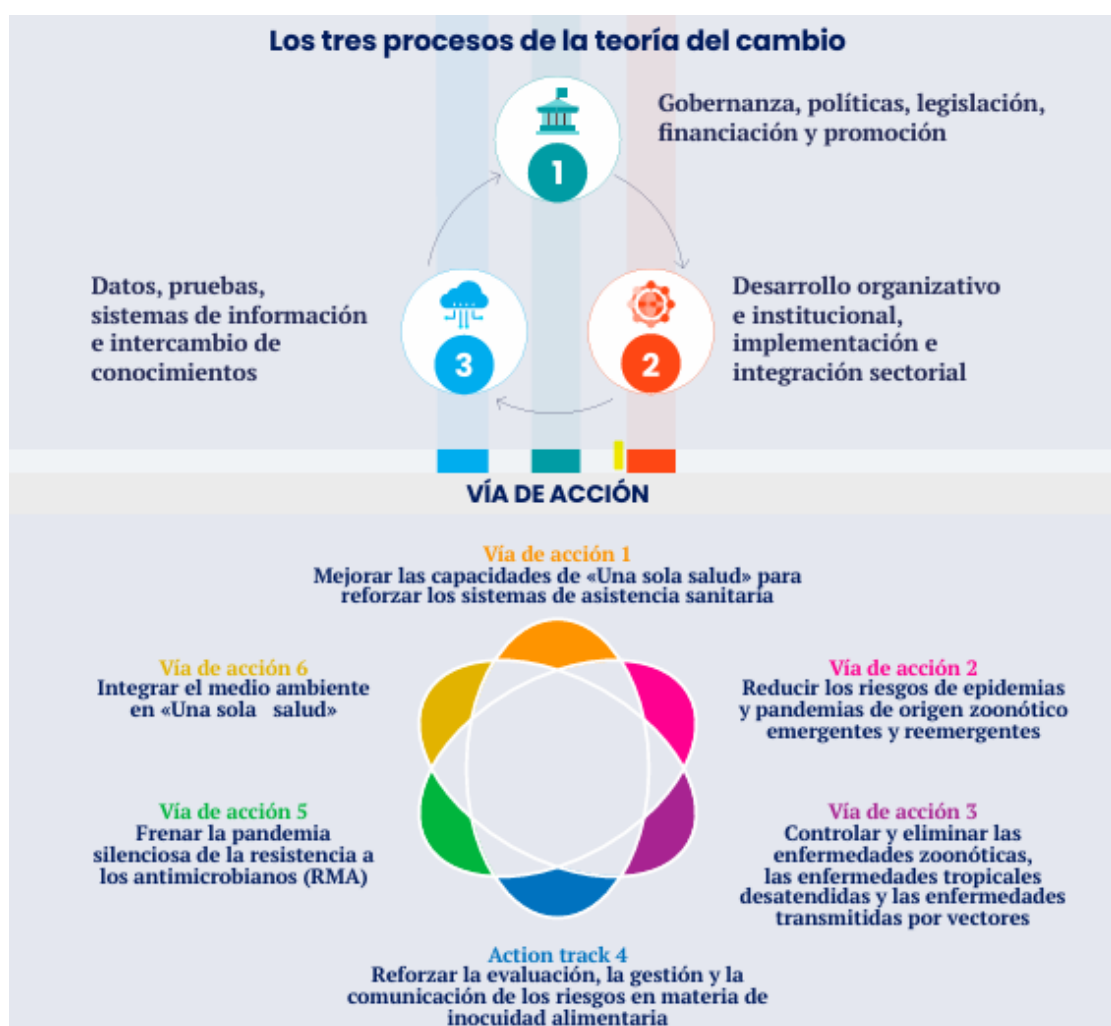 Los tres procesos de la teoría del cambio
1
Gobernanza, políticas, legislación,
financiación y promoción
2
Desarrollo organizativo
e institucional,
implementación e
integración sectorial
3
Datos, pruebas,
sistemas de información
e intercambio de
conocimientos
VÍA DE ACCIÓN
Vía de acción 1
Mejorar las capacidades de «Una sola salud» para
reforzar los sistemas de asistencia sanitaria
Vía de acción 2
Reducir los riesgos de epidemias
y pandemias de origen zoonótico
emergentes y reemergentes
Vía de acción 3
Controlar y eliminar las
enfermedades zoonóticas,
las enfermedades tropicales
desatendidas y las enfermedades
transmitidas por vectores
Action track 4
Reforzar la evaluación, la gestión y la
comunicación de los riesgos en materia de
inocuidad alimentaria
Vía de acción 5
Frenar la pandemia
silenciosa de la resistencia a
los antimicrobianos (RMA)
Vía de acción 6
Integrar el medio ambiente
en «Una sola salud»